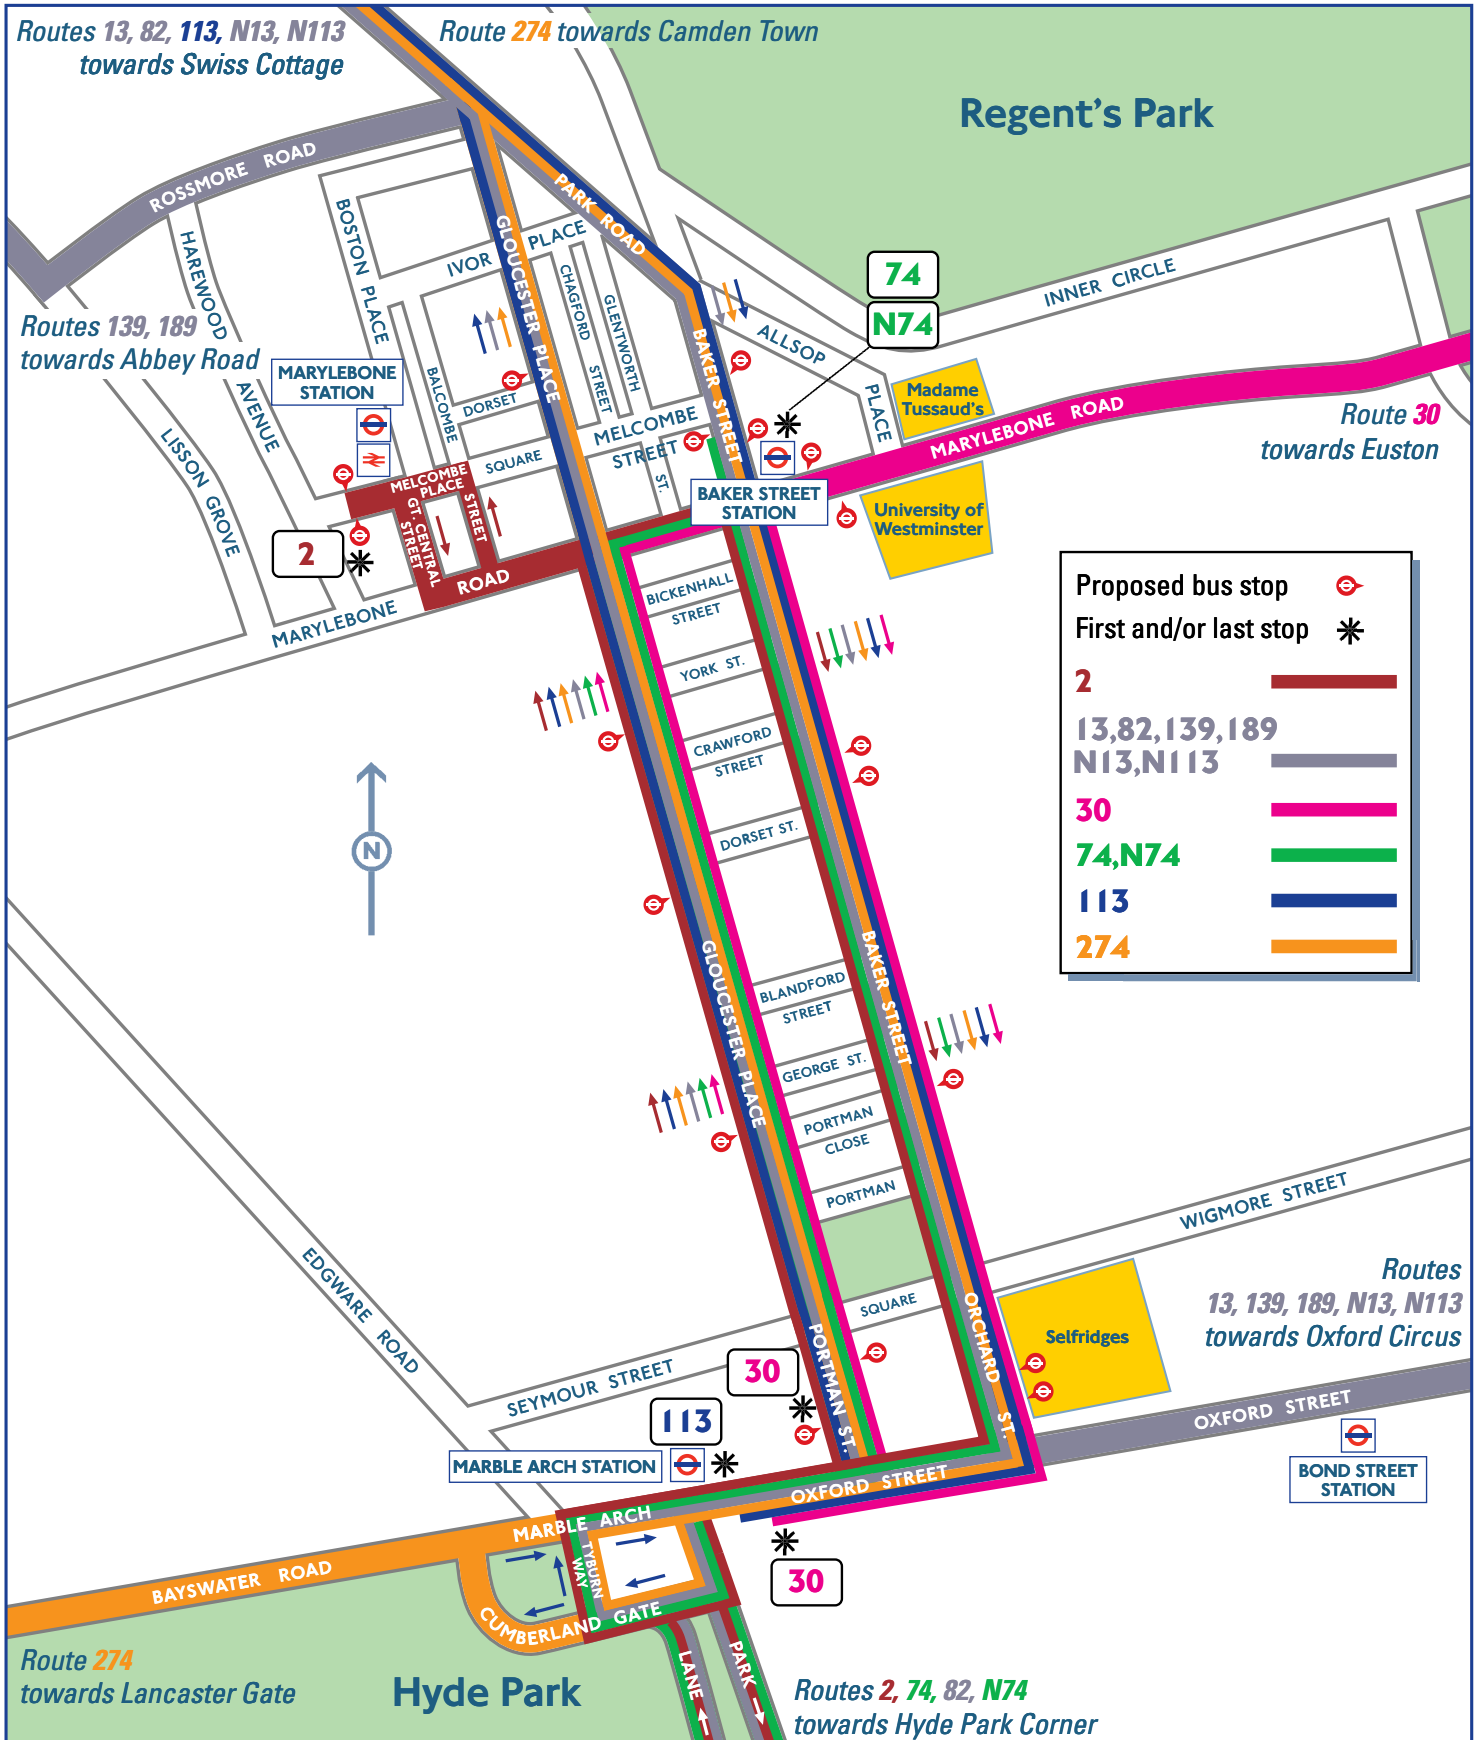 Routes 13, 82, 113, N13, N113
towards Swiss Cottage
Route 274 towards Camden Town
Regent's Park
ROSSMORE ROAD
PARK ROAD
BOSTON PLACE
HAREWOOD AVENUE
IVOR PLACE
GLOUCESTER PLACE
CHAGFORD STREET
GLENTWORTH
74
N74
INNER CIRCLE
ALLSOP PLACE
BAKER STREET
Routes 139, 189
towards Abbey Road
MARYLEBONE
STATION
BALCOMBE
STREET
DORSET
SQUARE
MELCOMBE
STREET
ST.
Madame
Tussaud's
MARYLEBONE ROAD
Route 30
towards Euston
LISSON GROVE
MELCOMBE
PLACE
GT. CENTRAL
STREET
BAKER STREET
STATION
University of
Westminster
2
MARYLEBONE ROAD
BICKENHALL
STREET
YORK ST.
CRAWFORD
STREET
DORSET ST.
Proposed bus stop
First and/or last stop
2
13,82,139,189
N13,N113
30
74,N74
113
274
N
GLOUCESTER PLACE
BAKER STREET
BLANDFORD
STREET
GEORGE ST.
PORTMAN
CLOSE
PORTMAN
SQUARE
WIGMORE STREET
EDGWARE ROAD
SEYMOUR STREET
PORTMAN ST.
ORCHARD ST.
Selfridges
Routes
13, 139, 189, N13, N113
towards Oxford Circus
30
113
MARBLE ARCH STATION
OXFORD STREET
OXFORD STREET
BOND STREET
STATION
MARBLE ARCH
TYBURN
WAY
30
BAYSWATER ROAD
CUMBERLAND GATE
Route 274
towards Lancaster Gate
Hyde Park
PARK
LANE
Routes 2, 74, 82, N74
towards Hyde Park Corner